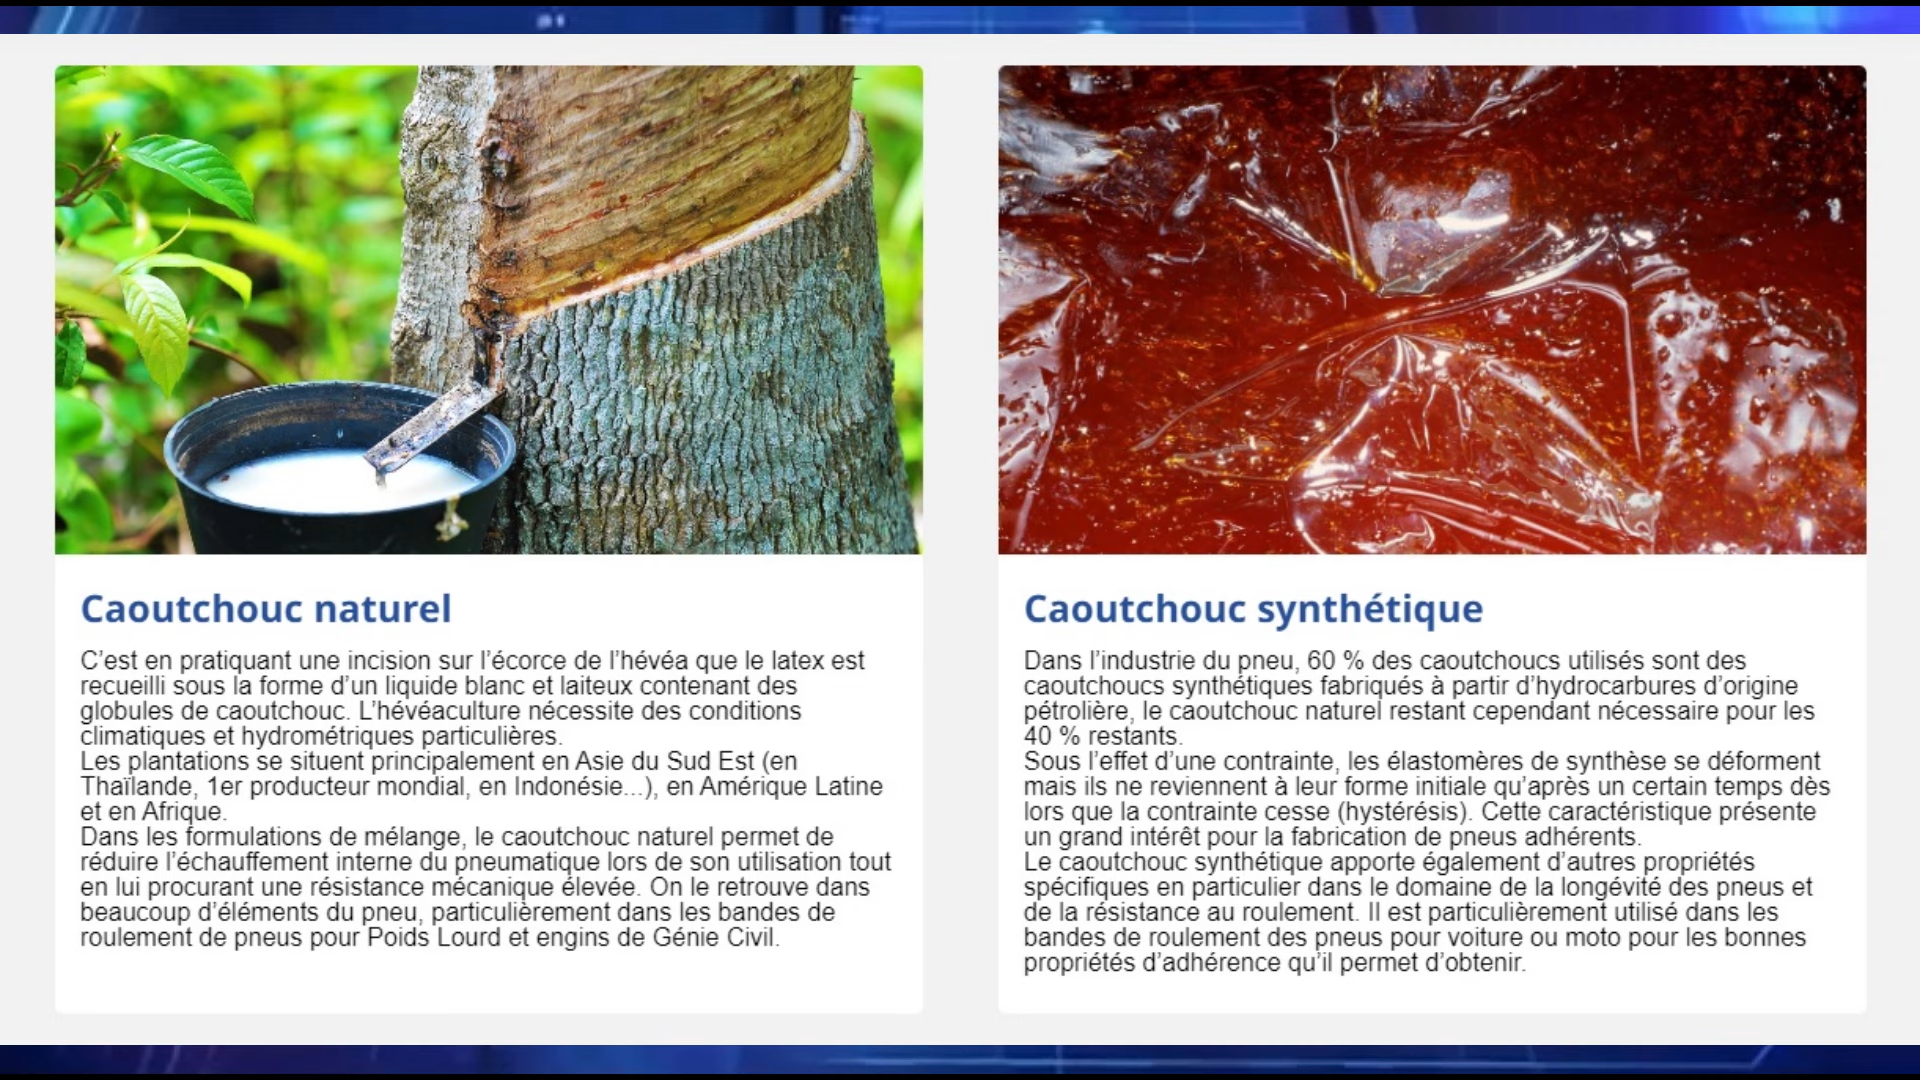 Caoutchouc naturel
C’est en pratiquant une incision sur l’écorce de l’hévéa que le latex est
recueilli sous la forme d’un liquide blanc et laiteux contenant des
globules de caoutchouc. L’hévéaculture nécessite des conditions
climatiques et hydrométriques particulières.
Les plantations se situent principalement en Asie du Sud Est (en
Thaïlande, 1er producteur mondial, en Indonésie...), en Amérique Latine
et en Afrique.
Dans les formulations de mélange, le caoutchouc naturel permet de
réduire l’échauffement interne du pneumatique lors de son utilisation tout
en lui procurant une résistance mécanique élevée. On le retrouve dans
beaucoup d’éléments du pneu, particulièrement dans les bandes de
roulement de pneus pour Poids Lourd et engins de Génie Civil.
Caoutchouc synthétique
Dans l’industrie du pneu, 60 % des caoutchoucs utilisés sont des
caoutchoucs synthétiques fabriqués à partir d’hydrocarbures d’origine
pétrolière, le caoutchouc naturel restant cependant nécessaire pour les
40 % restants.
Sous l’effet d’une contrainte, les élastomères de synthèse se déforment
mais ils ne reviennent à leur forme initiale qu’après un certain temps dès
lors que la contrainte cesse (hystérésis). Cette caractéristique présente
un grand intérêt pour la fabrication de pneus adhérents.
Le caoutchouc synthétique apporte également d’autres propriétés
spécifiques en particulier dans le domaine de la longévité des pneus et
de la résistance au roulement. Il est particulièrement utilisé dans les
bandes de roulement des pneus pour voiture ou moto pour les bonnes
propriétés d’adhérence qu’il permet d’obtenir.